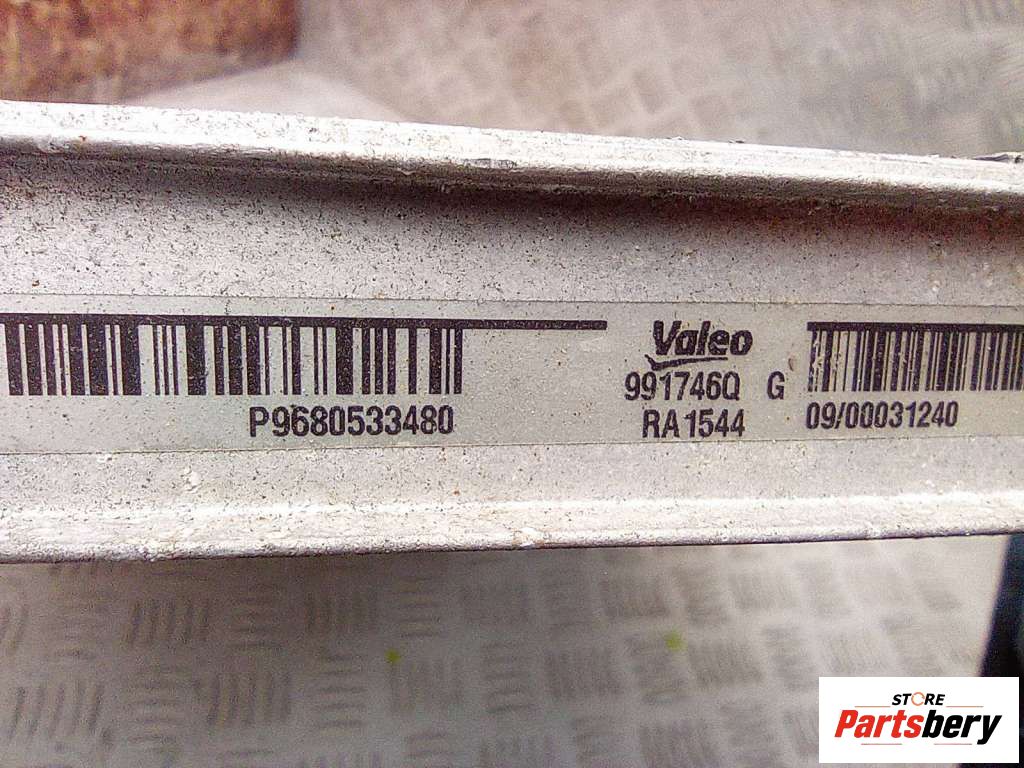 Valeo
991746Q G
P9680533480
RA1544
09/00031240
STORE
Partsbery